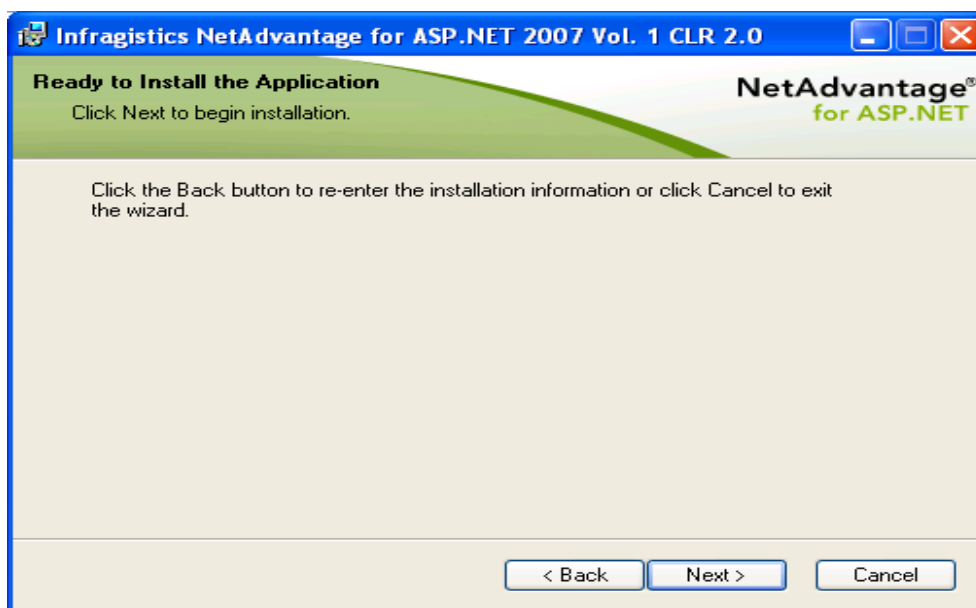 Infragistics NetAdvantage for ASP.NET 2007 Vol. 1 CLR 2.0
Ready to Install the Application
Click Next to begin installation.
NetAdvantage®
for ASP.NET
Click the Back button to re-enter the installation information or click Cancel to exit
the wizard.
< Back
Next >
Cancel